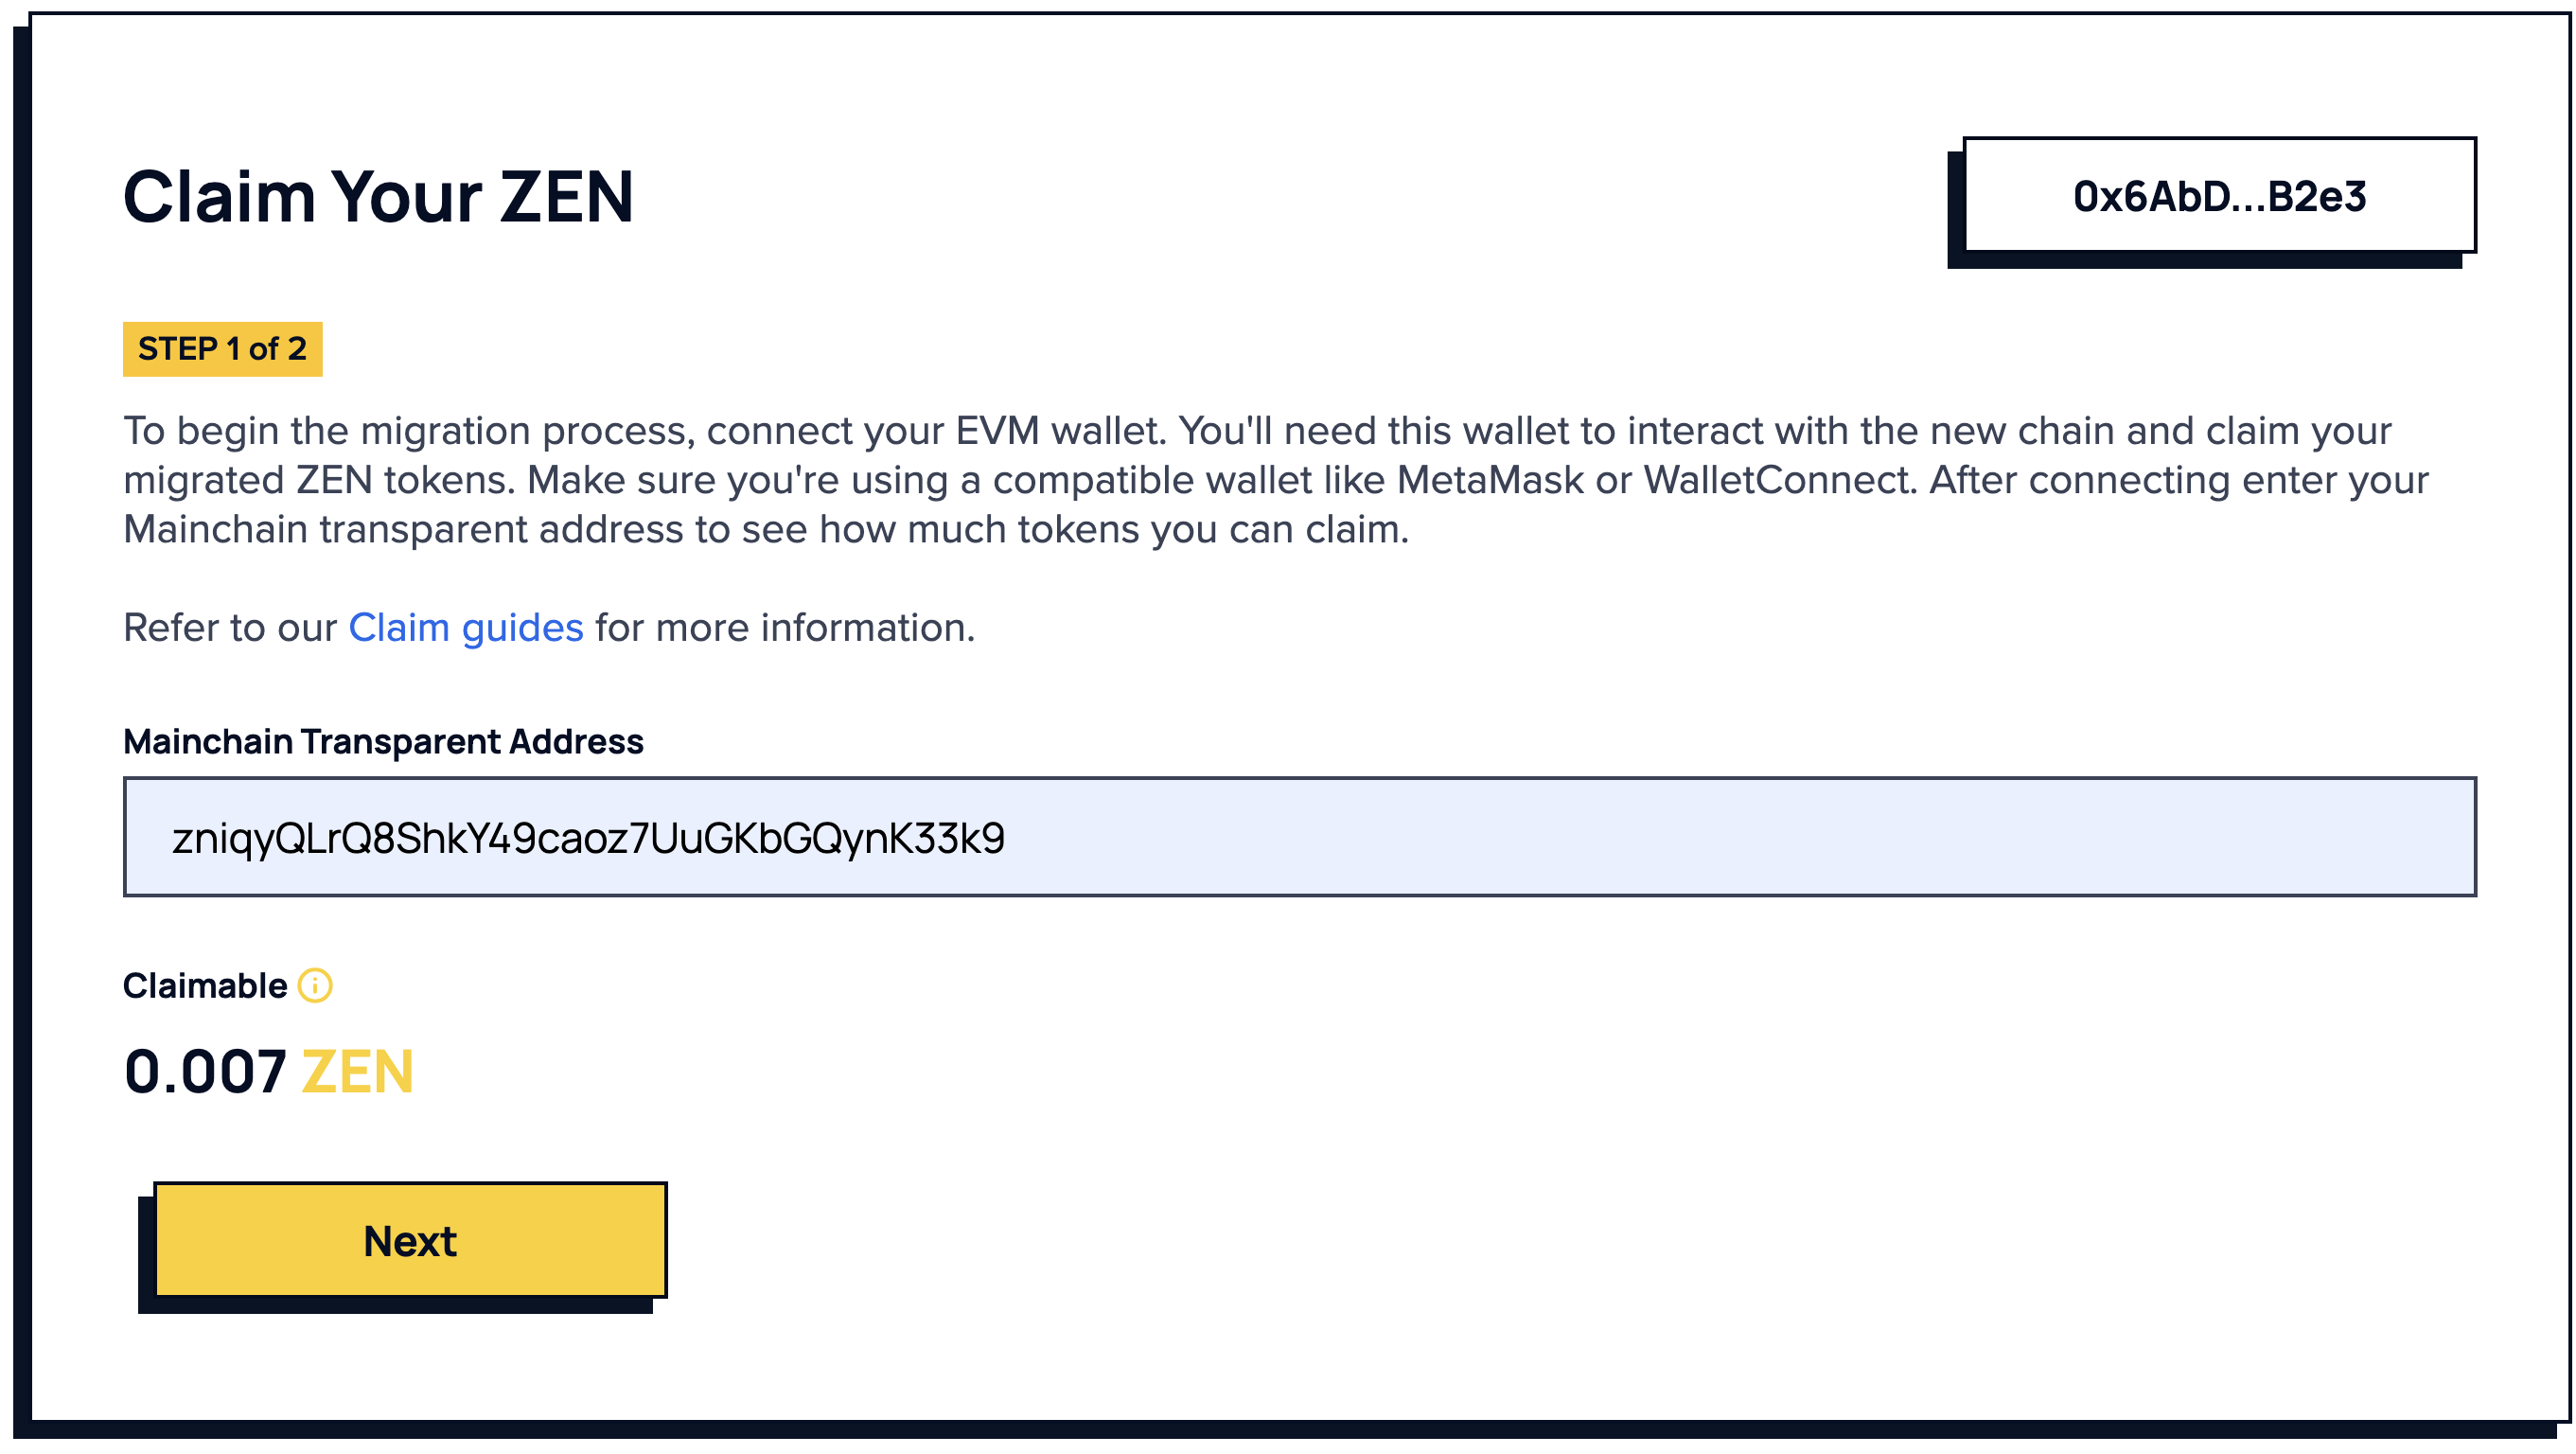 Claim Your ZEN
0x6AbD...B2e3
STEP 1 of 2
To begin the migration process, connect your EVM wallet. You'll need this wallet to interact with the new chain and claim your
migrated ZEN tokens. Make sure you're using a compatible wallet like MetaMask or WalletConnect. After connecting enter your
Mainchain transparent address to see how much tokens you can claim.
Refer to our Claim guides for more information.
Mainchain Transparent Address
zniqyQLrQ8ShkY49caoz7UuGKbGQynK33k9
Claimable
0.007 ZEN
Next